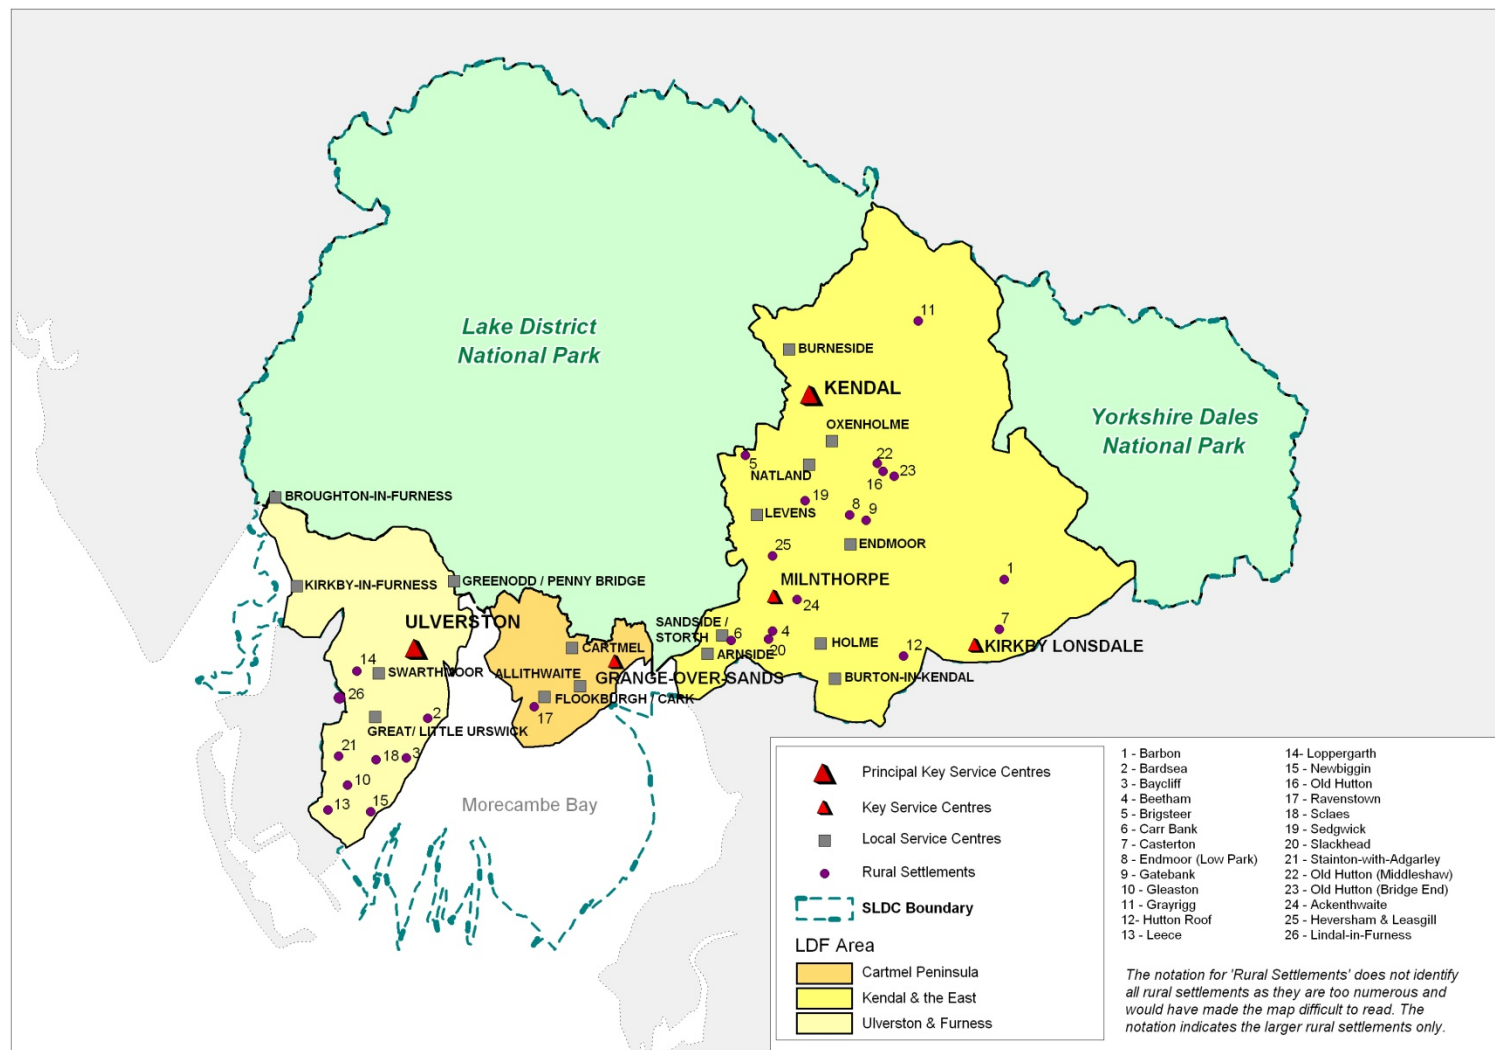 Lake District
National Park
Yorkshire Dales
National Park
11
BURNESIDE
KENDAL
OXENHOLME
5
NATLAND
22
16
23
BROUGHTON-IN-FURNESS
19
LEVENS
8
9
ENDMOOR
25
KIRKBY-IN-FURNESS
GREENODD / PENNY BRIDGE
MILNTHORPE
1
24
ULVERSTON
SANDSIDE /
STORTH
6
4
20
7
CARTMEL
ARNSIDE
HOLME
12
KIRKBY LONSDALE
14
SWARTHMOOR
ALLITHWAITE
GRANGE-OVER-SANDS
BURTON-IN-KENDAL
26
FLOOKBURGH / CARK
17
2
GREAT/ LITTLE URSWICK
21
18
3
10
13
15
Morecambe Bay
Principal Key Service Centres
Key Service Centres
Local Service Centres
Rural Settlements
SLDC Boundary
LDF Area
Cartmel Peninsula
Kendal & the East
Ulverston & Furness
1 - Barbon
2 - Bardsea
3 - Baycliff
4 - Beetham
5 - Brigsteer
6 - Carr Bank
7 - Casterton
8 - Endmoor (Low Park)
9 - Gatebank
10 - Gleaston
11 - Grayrigg
12- Hutton Roof
13 - Leece
14- Loppergarth
15 - Newbiggin
16 - Old Hutton
17 - Ravenstown
18 - Sclaes
19 - Sedgwick
20 - Slackhead
21 - Stainton-with-Adgarley
22 - Old Hutton (Middleshaw)
23 - Old Hutton (Bridge End)
24 - Ackenthwaite
25 - Heversham & Leasgill
26 - Lindal-in-Furness
The notation for 'Rural Settlements' does not identify
all rural settlements as they are too numerous and
would have made the map difficult to read. The
notation indicates the larger rural settlements only.